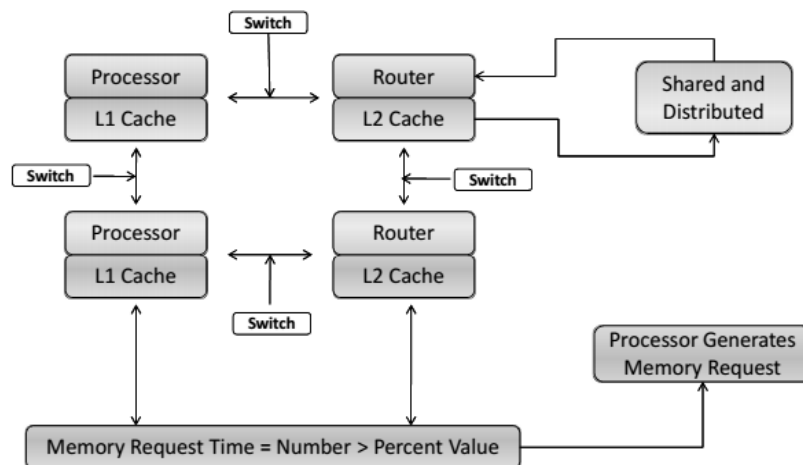 Switch
Processor
L1 Cache
Router
L2 Cache
Shared and
Distributed
Switch
Switch
Processor
L1 Cache
Router
L2 Cache
Switch
Processor Generates
Memory Request
Memory Request Time = Number > Percent Value